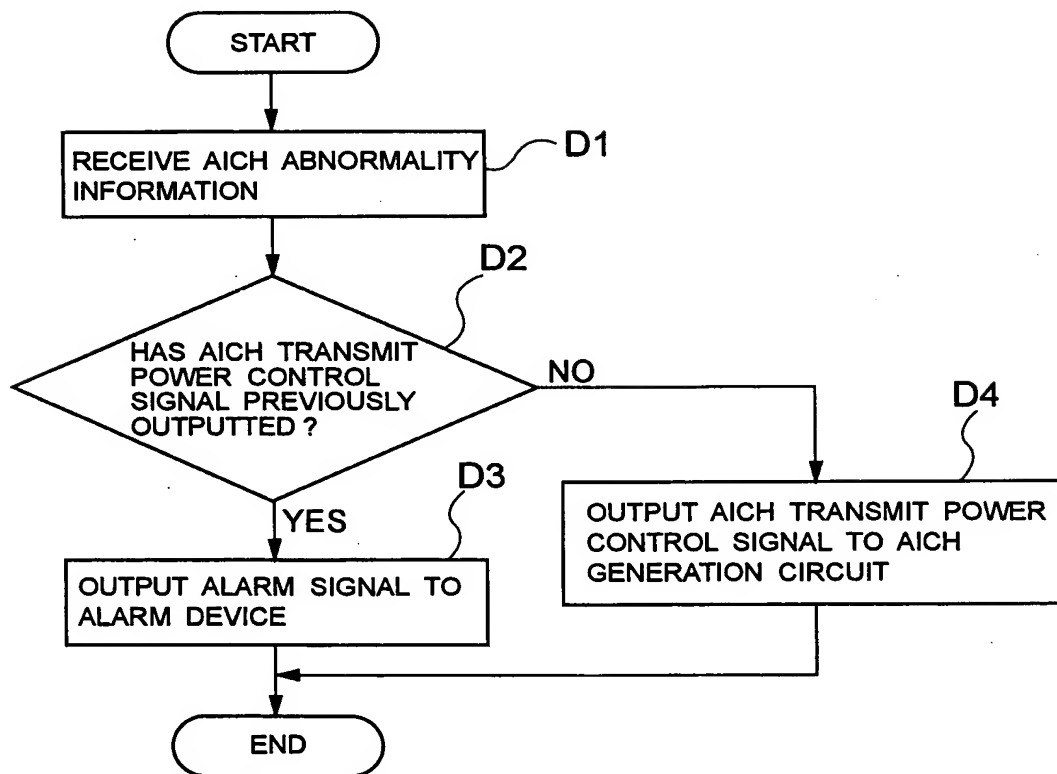 START
RECEIVE AICH ABNORMALITY
INFORMATION
D1
HAS AICH TRANSMIT
POWER CONTROL
SIGNAL PREVIOUSLY
OUTPUTTED ?
D2
NO
YES
OUTPUT ALARM SIGNAL TO
ALARM DEVICE
D3
OUTPUT AICH TRANSMIT POWER
CONTROL SIGNAL TO AICH
GENERATION CIRCUIT
D4
END